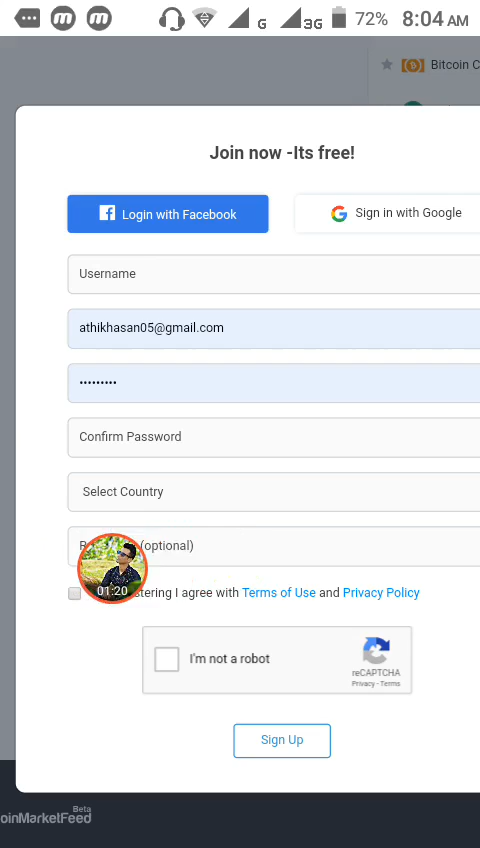 G 3G 72% 8:04 AM
Bitcoin C
Join now -Its free!
Login with Facebook
Sign in with Google
Username
athikhasan05@gmail.com
•••••••••
Confirm Password
Select Country
(optional)
01:20
stering I agree with Terms of Use and Privacy Policy
I'm not a robot
reCAPTCHA
Privacy - Terms
Sign Up
Beta
oinMarketFeed